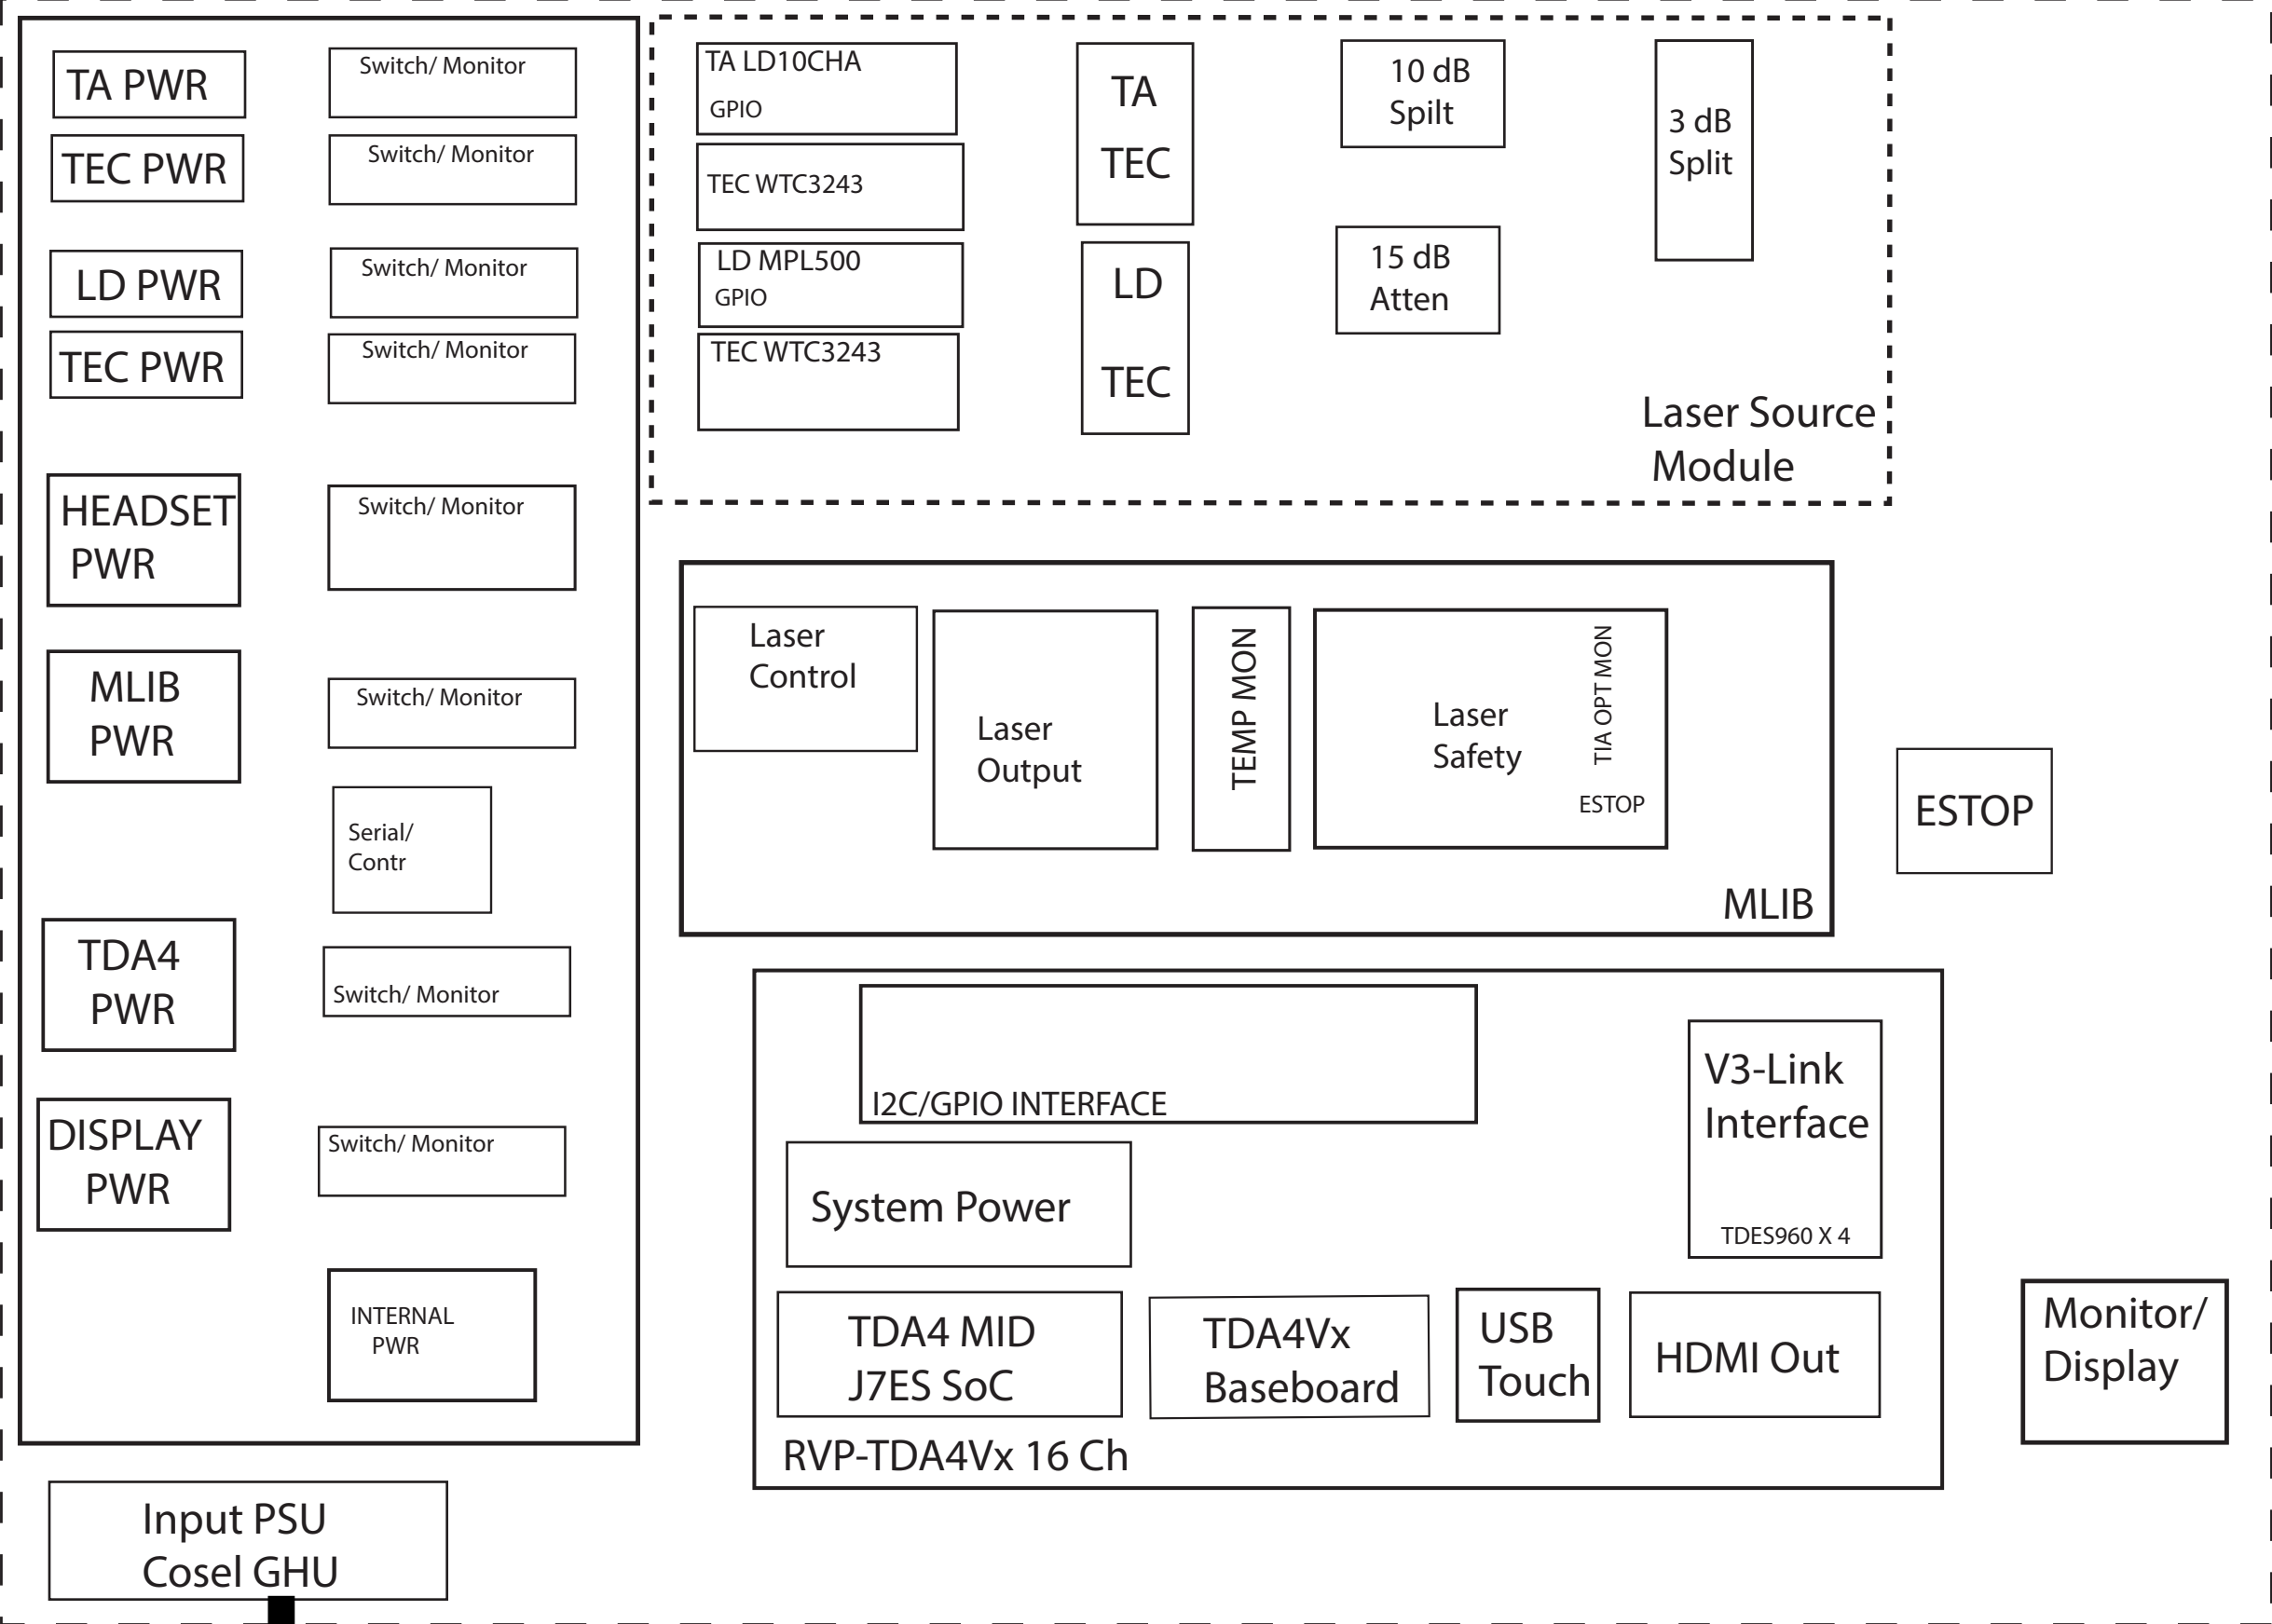 TA PWR
Switch/ Monitor
TEC PWR
Switch/ Monitor
LD PWR
Switch/ Monitor
TEC PWR
Switch/ Monitor
HEADSET
PWR
Switch/ Monitor
MLIB
PWR
Switch/ Monitor
Serial/
Contr
TDA4
PWR
Switch/ Monitor
DISPLAY
PWR
Switch/ Monitor
INTERNAL
PWR
Input PSU
Cosel GHU
TA LD10CHA
GPIO
TEC WTC3243
LD MPL500
GPIO
TEC WTC3243
TA
TEC
LD
TEC
10 dB
Spilt
15 dB
Atten
3 dB
Split
Laser Source
Module
Laser
Control
Laser
Output
TEMP MON
Laser
Safety
TIA OPT MON
ESTOP
MLIB
ESTOP
I2C/GPIO INTERFACE
V3-Link
Interface
TDES960 X 4
System Power
TDA4 MID
J7ES SoC
TDA4Vx
Baseboard
USB
Touch
HDMI Out
RVP-TDA4Vx 16 Ch
Monitor/
Display